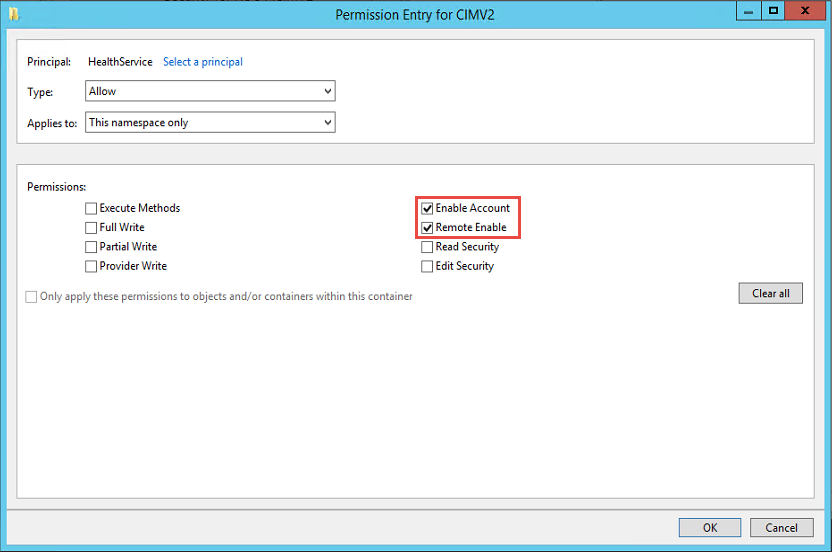 Permission Entry for CIMV2
Principal: HealthService Select a principal
Type: Allow
Applies to: This namespace only
Permissions:
Execute Methods Enable Account
Full Write Remote Enable
Partial Write Read Security
Provider Write Edit Security
Only apply these permissions to objects and/or containers within this container
Clear all
OK Cancel